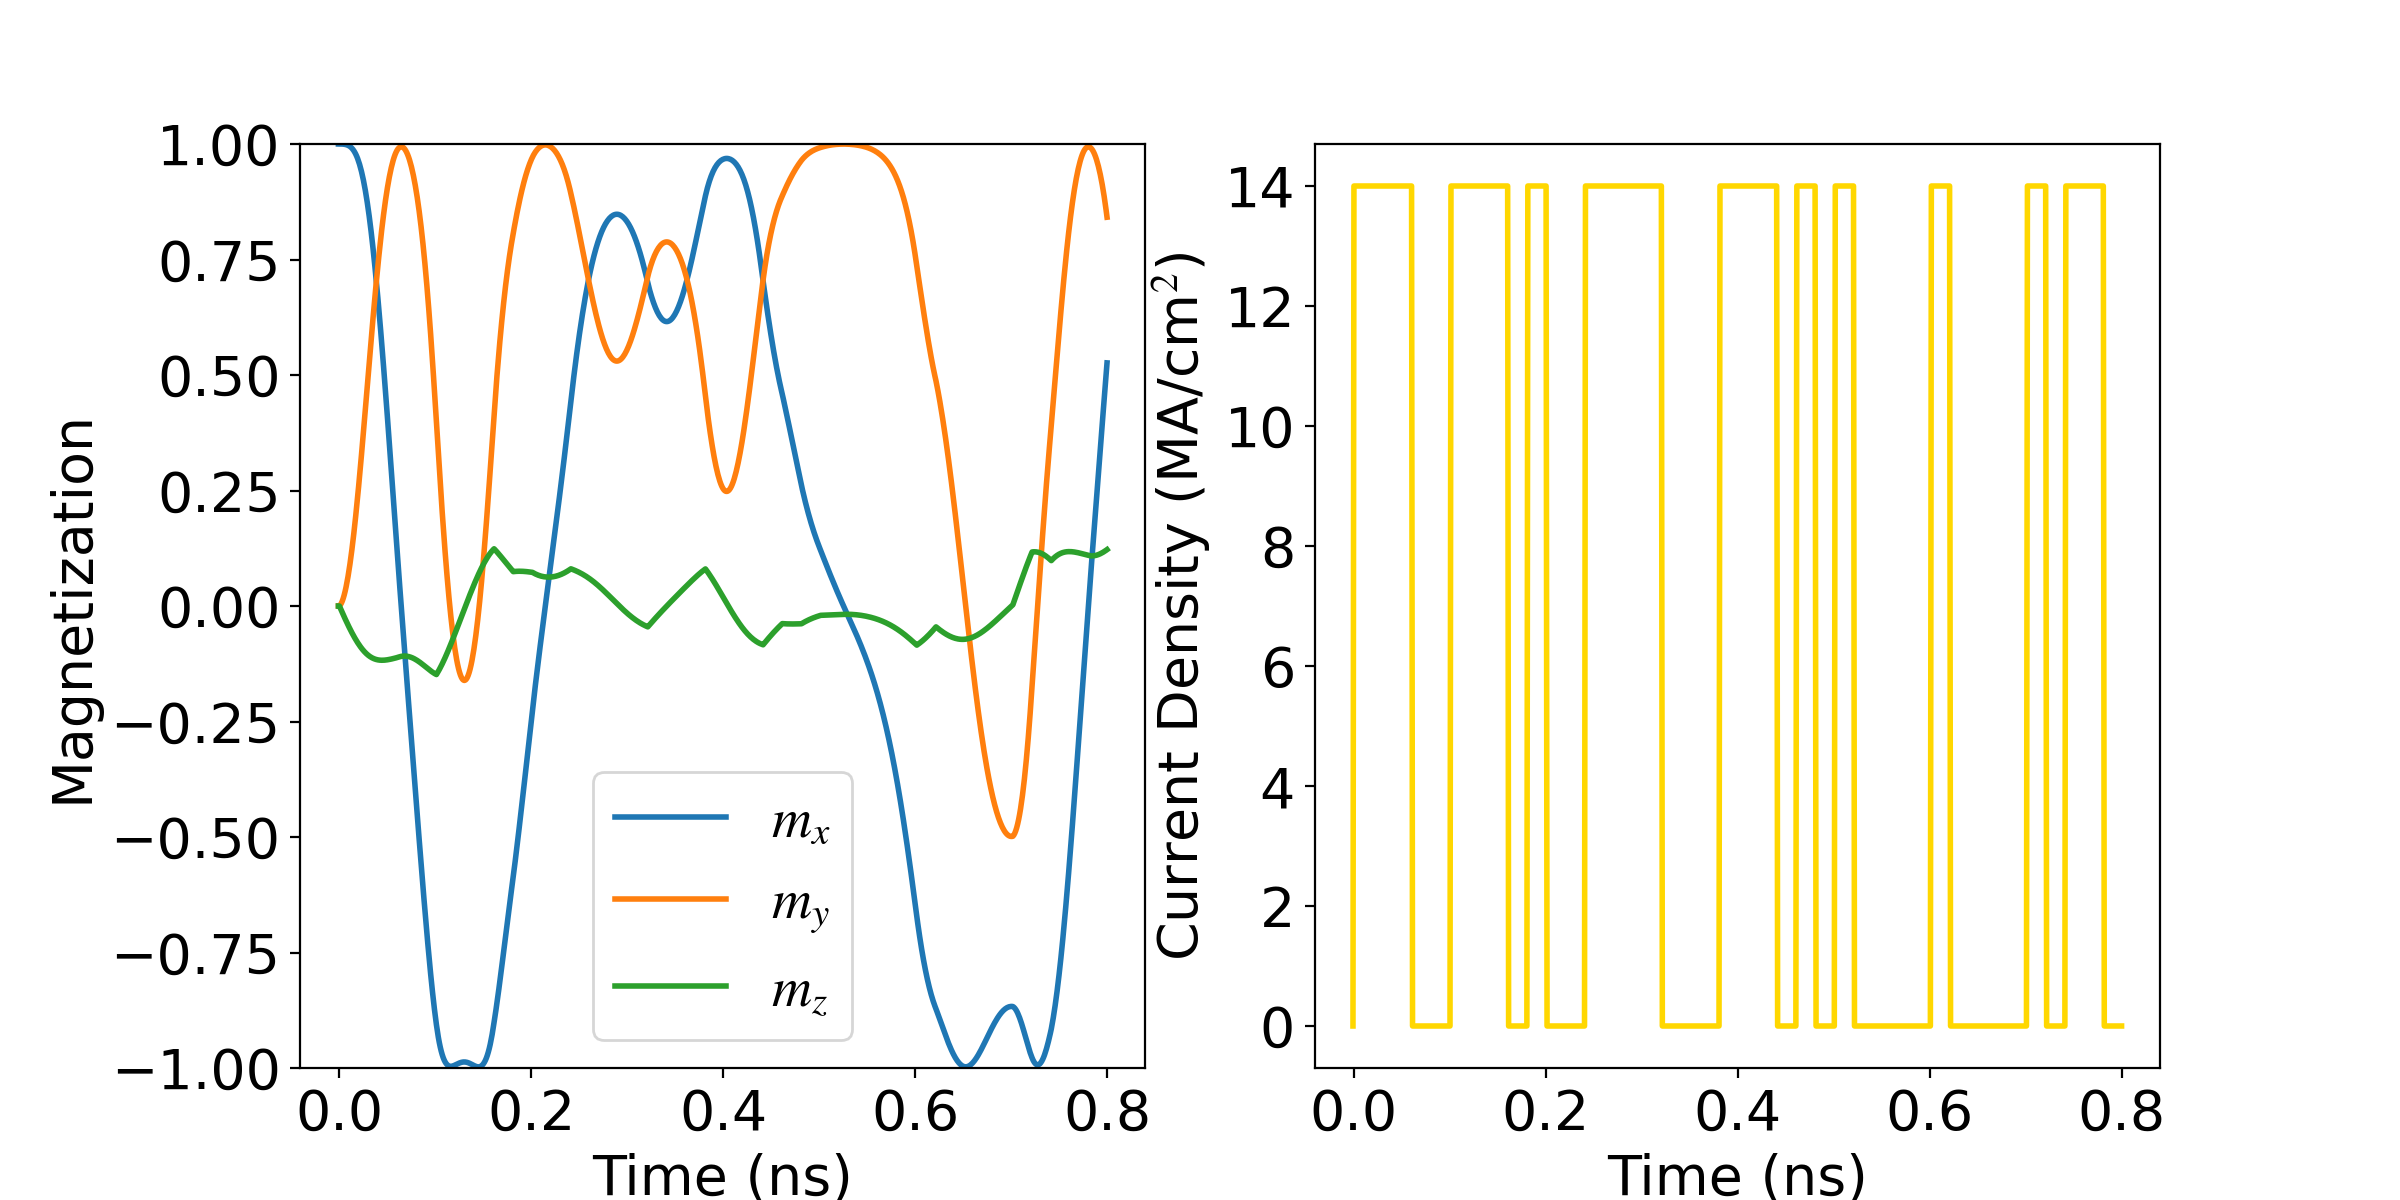 Magnetization
1.00
0.75
0.50
0.25
0.00
−0.25
−0.50
−0.75
−1.00
0.0 0.2 0.4 0.6 0.8
Time (ns)
m_x
m_y
m_z
Current Density (MA/cm²)
14
12
10
8
6
4
2
0
0.0 0.2 0.4 0.6 0.8
Time (ns)